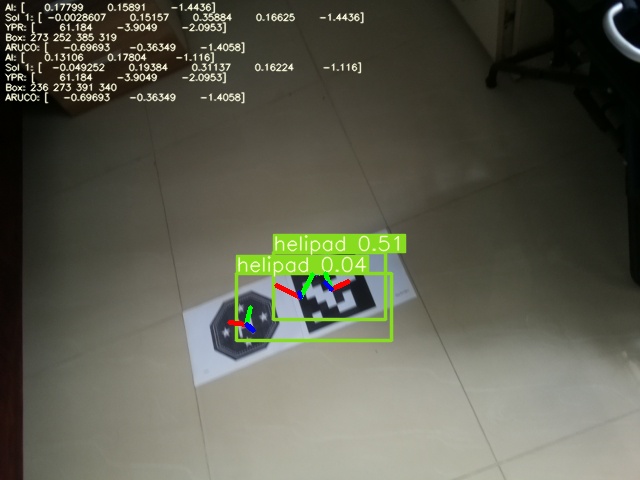 AI: [ 0.17799 0.15891 -1.4436]
Sol 1: [ -0.0028607 0.15157 0.35884 0.16625 -1.4436]
YPR: [ 61.184 -3.9049 -2.0953]
Box: 273 252 385 319
ARUCO: [ -0.69693 -0.36349 -1.4058]
AI: [ 0.13106 0.17804 -1.116]
Sol 1: [ -0.049252 0.19384 0.31137 0.16224 -1.116]
YPR: [ 61.184 -3.9049 -2.0953]
Box: 236 273 391 340
ARUCO: [ -0.69693 -0.36349 -1.4058]
helipad 0.51
helipad 0.04